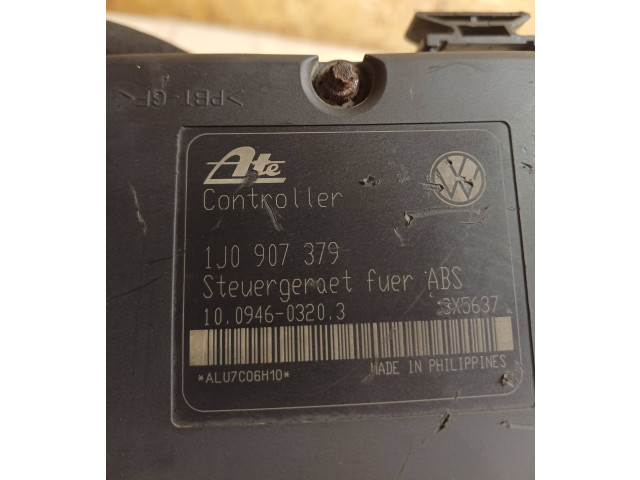 >PBT-GF<
Ate
Controller
VW
1J0 907 379
Steuergeraet fuer ABS
10.0946-0320.3 3X5637
*ALU7C06H10* MADE IN PHILIPPINES